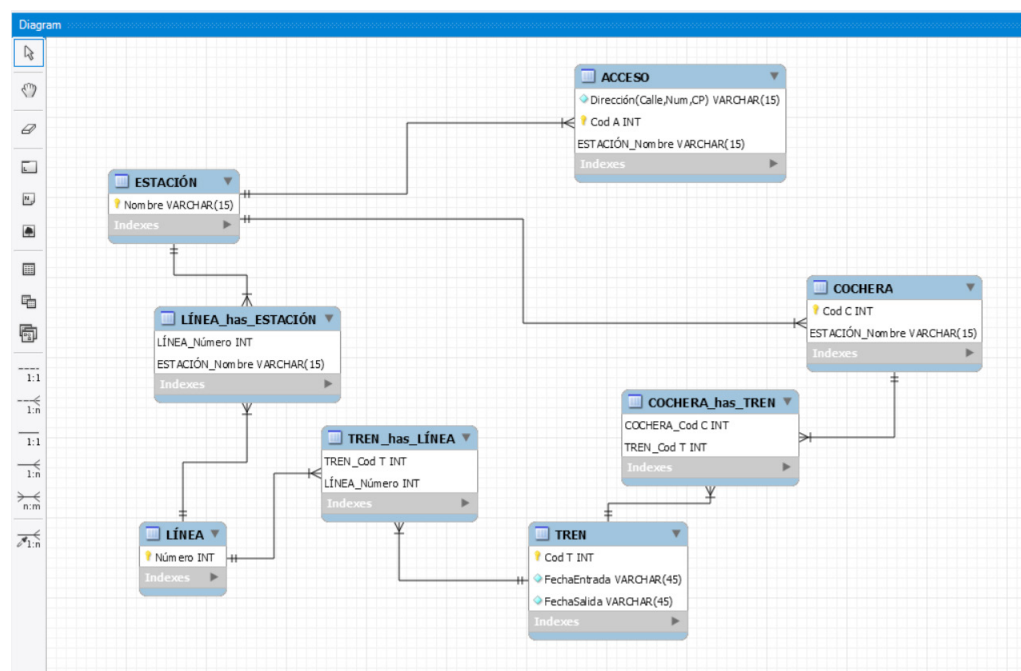 Diagram
ACCESO
Dirección(Calle,Num,CP) VARCHAR(15)
Cod A INT
ESTACIÓN_Nombre VARCHAR(15)
Indexes
ESTACIÓN
Nombre VARCHAR(15)
Indexes
COCHERA
Cod C INT
ESTACIÓN_Nombre VARCHAR(15)
Indexes
LÍNEA_has_ESTACIÓN
LÍNEA_Número INT
ESTACIÓN_Nombre VARCHAR(15)
Indexes
COCHERA_has_TREN
COCHERA_Cod C INT
TREN_Cod T INT
Indexes
TREN_has_LÍNEA
TREN_Cod T INT
LÍNEA_Número INT
Indexes
LÍNEA
Número INT
Indexes
TREN
Cod T INT
FechaEntrada VARCHAR(45)
FechaSalida VARCHAR(45)
Indexes
1:1
1:n
1:1
1:n
n:m
1:n